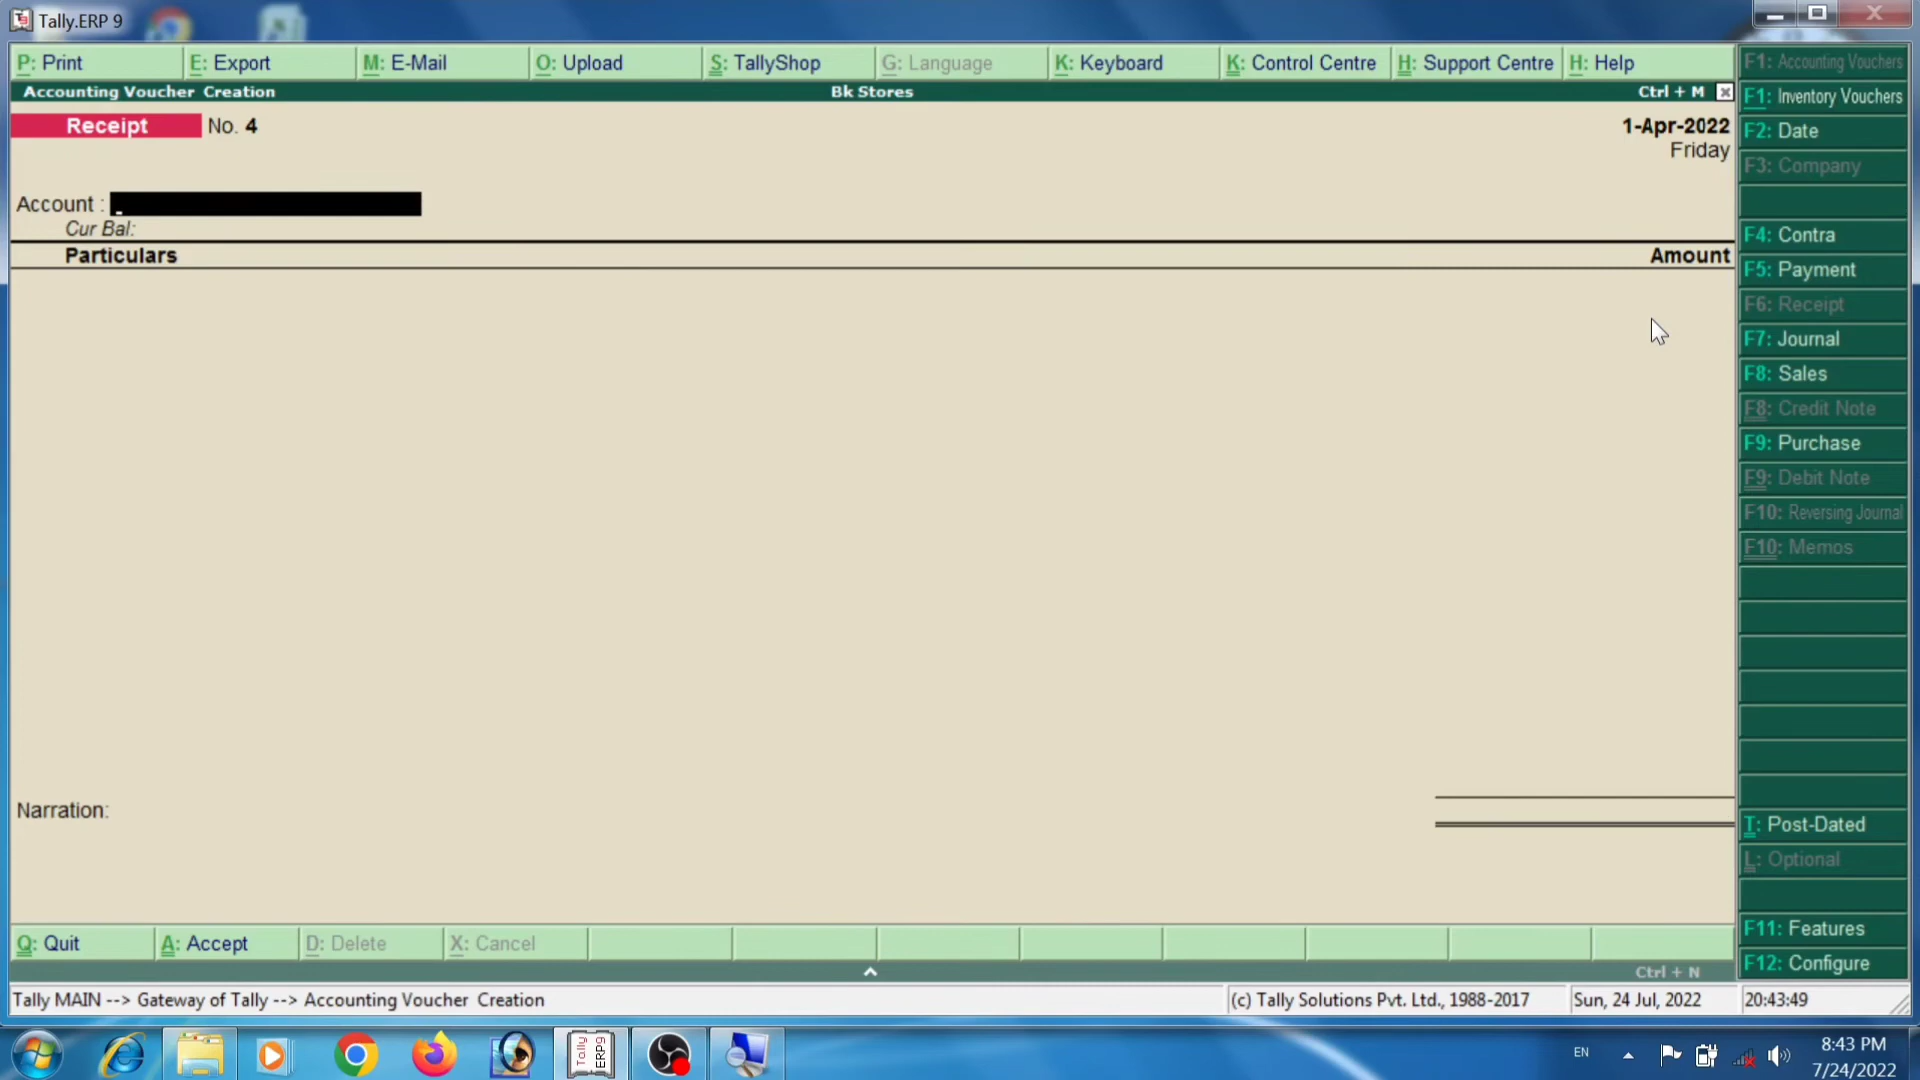 Tally.ERP 9
P: Print
E: Export
M: E-Mail
O: Upload
S: TallyShop
G: Language
K: Keyboard
K: Control Centre
H: Support Centre
H: Help
Accounting Voucher Creation
Bk Stores
Ctrl + M
Receipt No. 4
1-Apr-2022
Friday
Account :
Cur Bal:
Particulars
Amount
Narration:
F1: Accounting Vouchers
F1: Inventory Vouchers
F2: Date
F3: Company
F4: Contra
F5: Payment
F6: Receipt
F7: Journal
F8: Sales
F8: Credit Note
F9: Purchase
F9: Debit Note
F10: Reversing Journal
F10: Memos
T: Post-Dated
L: Optional
F11: Features
F12: Configure
Q: Quit
A: Accept
D: Delete
X: Cancel
Ctrl + N
Tally MAIN --> Gateway of Tally --> Accounting Voucher Creation
(c) Tally Solutions Pvt. Ltd., 1988-2017
Sun, 24 Jul, 2022
20:43:49
Tally
ERP9
EN
8:43 PM
7/24/2022